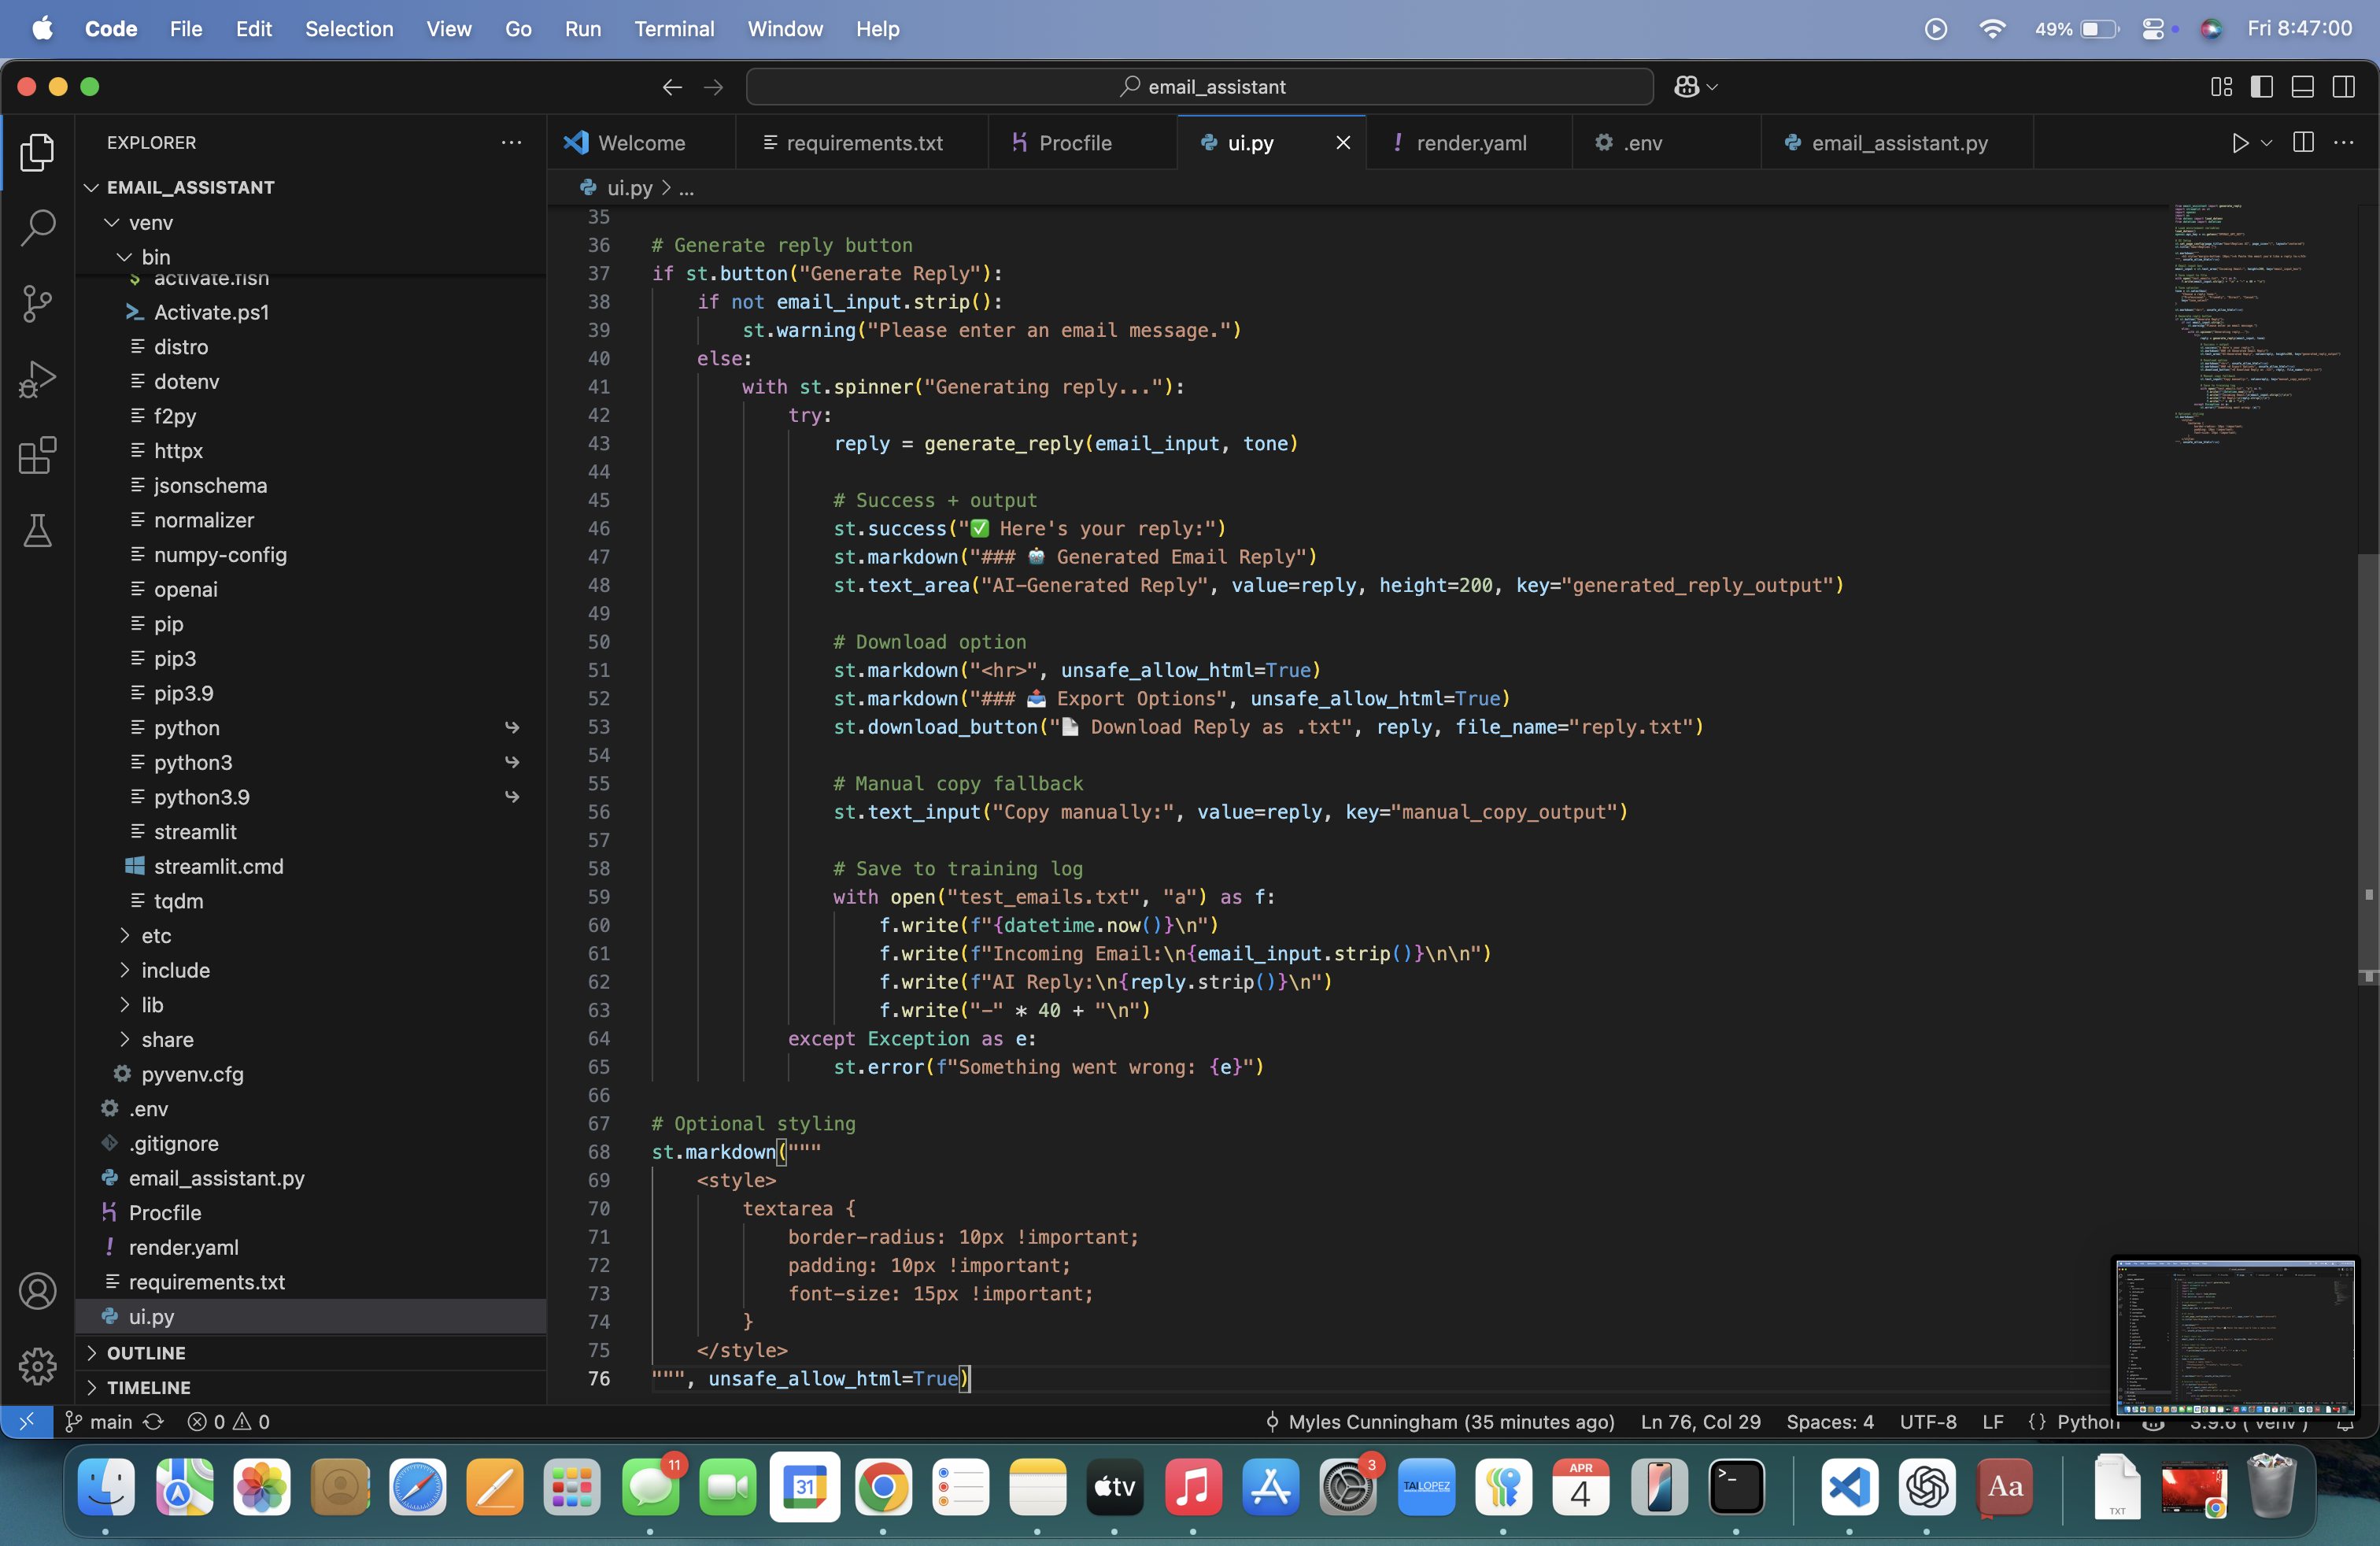 Code File Edit Selection View Go Run Terminal Window Help 49% Fri 8:47:00
email_assistant
EXPLORER
EMAIL_ASSISTANT
venv
bin
activate.fish
Activate.ps1
distro
dotenv
f2py
httpx
jsonschema
normalizer
numpy-config
openai
pip
pip3
pip3.9
python
python3
python3.9
streamlit
streamlit.cmd
tqdm
etc
include
lib
share
pyvenv.cfg
.env
.gitignore
email_assistant.py
Procfile
render.yaml
requirements.txt
ui.py
OUTLINE
TIMELINE
Welcome requirements.txt Procfile ui.py render.yaml .env email_assistant.py
ui.py > ...
35
36 # Generate reply button
37 if st.button("Generate Reply"):
38 if not email_input.strip():
39 st.warning("Please enter an email message.")
40 else:
41 with st.spinner("Generating reply..."):
42 try:
43 reply = generate_reply(email_input, tone)
44
45 # Success + output
46 st.success("✅ Here's your reply:")
47 st.markdown("### 🤖 Generated Email Reply")
48 st.text_area("AI-Generated Reply", value=reply, height=200, key="generated_reply_output")
49
50 # Download option
51 st.markdown("<hr>", unsafe_allow_html=True)
52 st.markdown("### 📤 Export Options", unsafe_allow_html=True)
53 st.download_button("📄 Download Reply as .txt", reply, file_name="reply.txt")
54
55 # Manual copy fallback
56 st.text_input("Copy manually:", value=reply, key="manual_copy_output")
57
58 # Save to training log
59 with open("test_emails.txt", "a") as f:
60 f.write(f"{datetime.now()}\n")
61 f.write(f"Incoming Email:\n{email_input.strip()}\n\n")
62 f.write(f"AI Reply:\n{reply.strip()}\n")
63 f.write("-" * 40 + "\n")
64 except Exception as e:
65 st.error(f"Something went wrong: {e}")
66
67 # Optional styling
68 st.markdown("""
69 <style>
70 textarea {
71 border-radius: 10px !important;
72 padding: 10px !important;
73 font-size: 15px !important;
74 }
75 </style>
76 """, unsafe_allow_html=True)
main 0 0 Myles Cunningham (35 minutes ago) Ln 76, Col 29 Spaces: 4 UTF-8 LF {} Python 3.9.6 ('venv')
11
31
tv
3
TAI LOPEZ
APR
4
>_
Aa
TXT